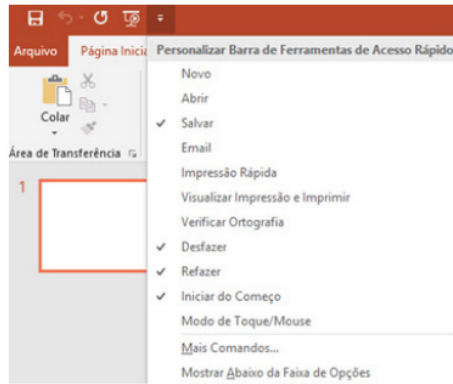 Arquivo
Página Inici
Colar
Área de Transferência
1
Personalizar Barra de Ferramentas de Acesso Rápido
Novo
Abrir
Salvar
Email
Impressão Rápida
Visualizar Impressão e Imprimir
Verificar Ortografia
Desfazer
Refazer
Iniciar do Começo
Modo de Toque/Mouse
Mais Comandos...
Mostrar Abaixo da Faixa de Opções